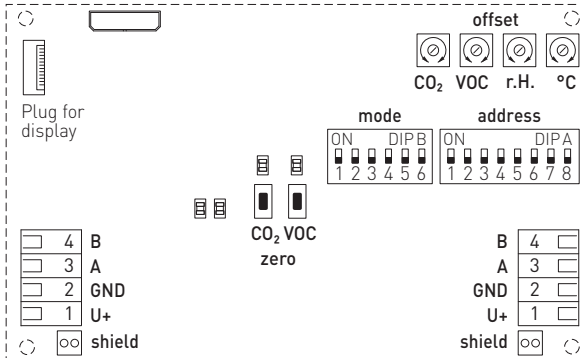 offset
CO₂ VOC r.H. °C
Plug for
display
mode address
ON DIP B ON DIP A
1 2 3 4 5 6 1 2 3 4 5 6 7 8
CO₂ VOC
zero
4 B B 4
3 A A 3
2 GND GND 2
1 U+ U+ 1
shield shield